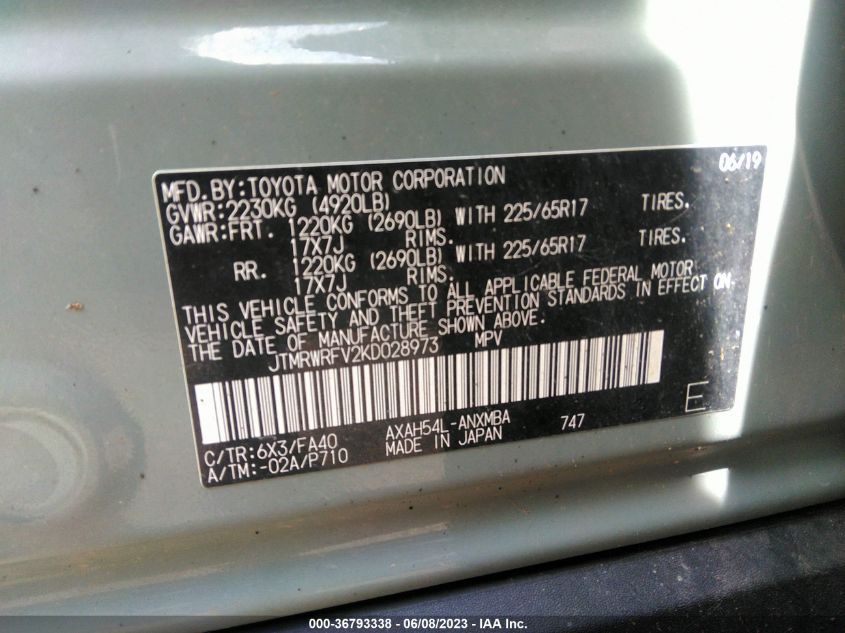 06/19
MFD.BY:TOYOTA MOTOR CORPORATION
GVWR:2230KG (4920LB)
GAWR:FRT. 1220KG (2690LB) WITH 225/65R17 TIRES.
17X7J RIMS.
RR. 1220KG (2690LB) WITH 225/65R17 TIRES.
17X7J RIMS.
THIS VEHICLE CONFORMS TO ALL APPLICABLE FEDERAL MOTOR
VEHICLE SAFETY AND THEFT PREVENTION STANDARDS IN EFFECT ON
THE DATE OF MANUFACTURE SHOWN ABOVE.
JTMRWRFV2KD028973 MPV
E
C/TR:6X3/FA40 AXAH54L-ANXMBA 747
A/TM:-02A/P710 MADE IN JAPAN
000-36793338 - 06/08/2023 - IAA Inc.